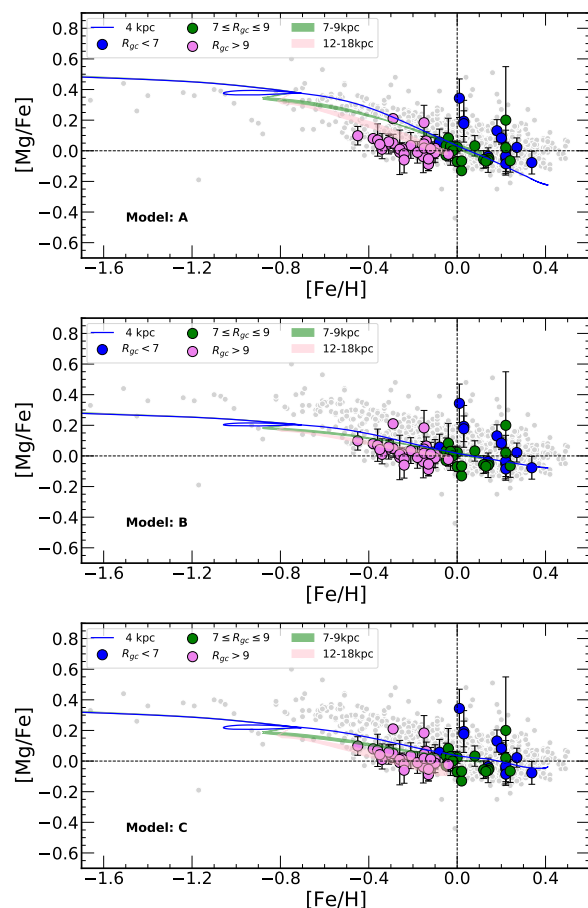 0.8
0.6
0.4
0.2
0.0
−0.2
−0.4
−0.6
[Mg/Fe]
4 kpc
R_gc < 7
7 ≤ R_gc ≤ 9
R_gc > 9
7-9kpc
12-18kpc
Model: A
−1.6 −1.2 −0.8 −0.4 0.0 0.4
[Fe/H]
0.8
0.6
0.4
0.2
0.0
−0.2
−0.4
−0.6
[Mg/Fe]
4 kpc
R_gc < 7
7 ≤ R_gc ≤ 9
R_gc > 9
7-9kpc
12-18kpc
Model: B
−1.6 −1.2 −0.8 −0.4 0.0 0.4
[Fe/H]
0.8
0.6
0.4
0.2
0.0
−0.2
−0.4
−0.6
[Mg/Fe]
4 kpc
R_gc < 7
7 ≤ R_gc ≤ 9
R_gc > 9
7-9kpc
12-18kpc
Model: C
−1.6 −1.2 −0.8 −0.4 0.0 0.4
[Fe/H]